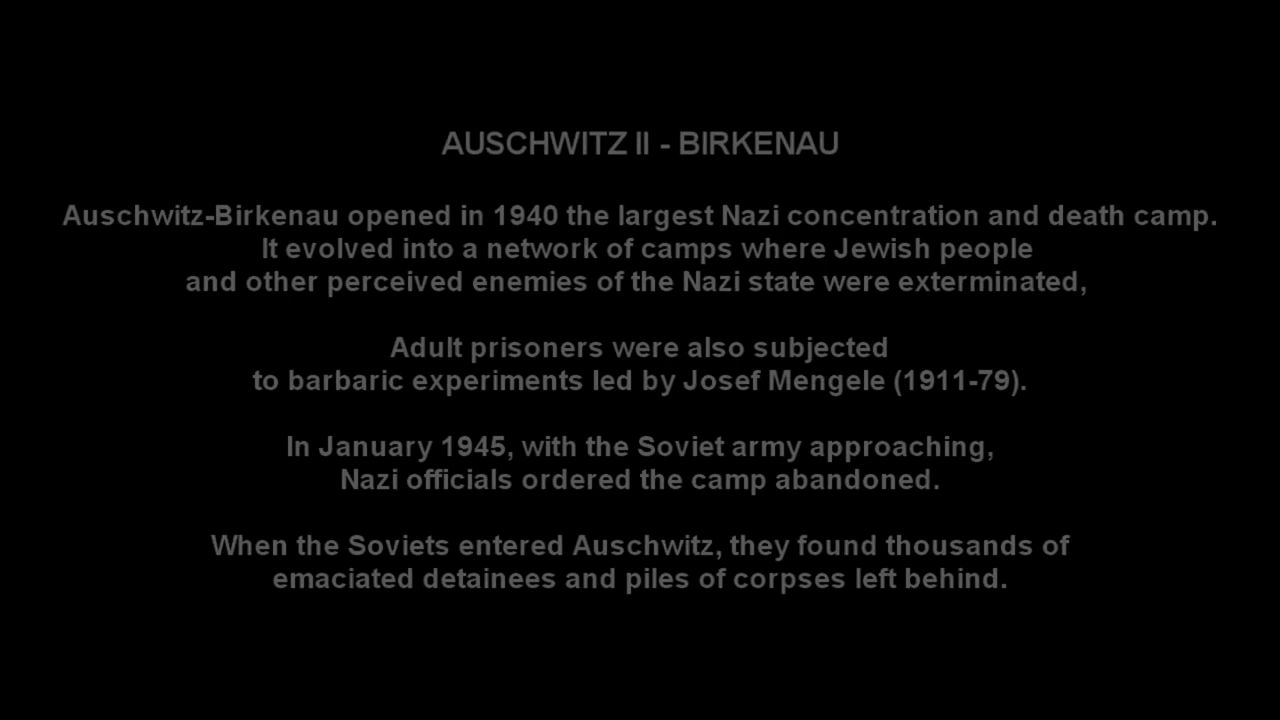 AUSCHWITZ II - BIRKENAU
Auschwitz-Birkenau opened in 1940 the largest Nazi concentration and death camp.
It evolved into a network of camps where Jewish people
and other perceived enemies of the Nazi state were exterminated,
Adult prisoners were also subjected
to barbaric experiments led by Josef Mengele (1911-79).
In January 1945, with the Soviet army approaching,
Nazi officials ordered the camp abandoned.
When the Soviets entered Auschwitz, they found thousands of
emaciated detainees and piles of corpses left behind.